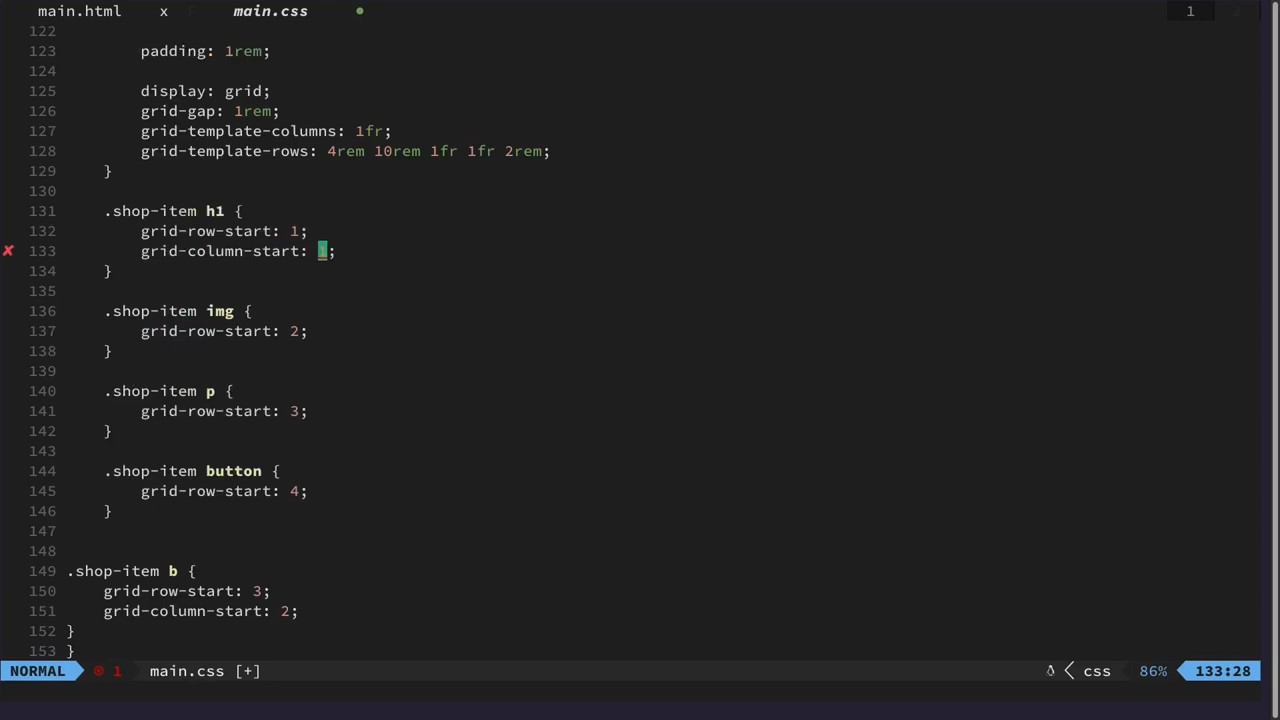 main.html x main.css 1
122
123 padding: 1rem;
124
125 display: grid;
126 grid-gap: 1rem;
127 grid-template-columns: 1fr;
128 grid-template-rows: 4rem 10rem 1fr 1fr 2rem;
129 }
130
131 .shop-item h1 {
132 grid-row-start: 1;
✘ 133 grid-column-start: 1;
134 }
135
136 .shop-item img {
137 grid-row-start: 2;
138 }
139
140 .shop-item p {
141 grid-row-start: 3;
142 }
143
144 .shop-item button {
145 grid-row-start: 4;
146 }
147
148
149 .shop-item b {
150 grid-row-start: 3;
151 grid-column-start: 2;
152 }
153 }
NORMAL 1 main.css [+] css 86% 133:28